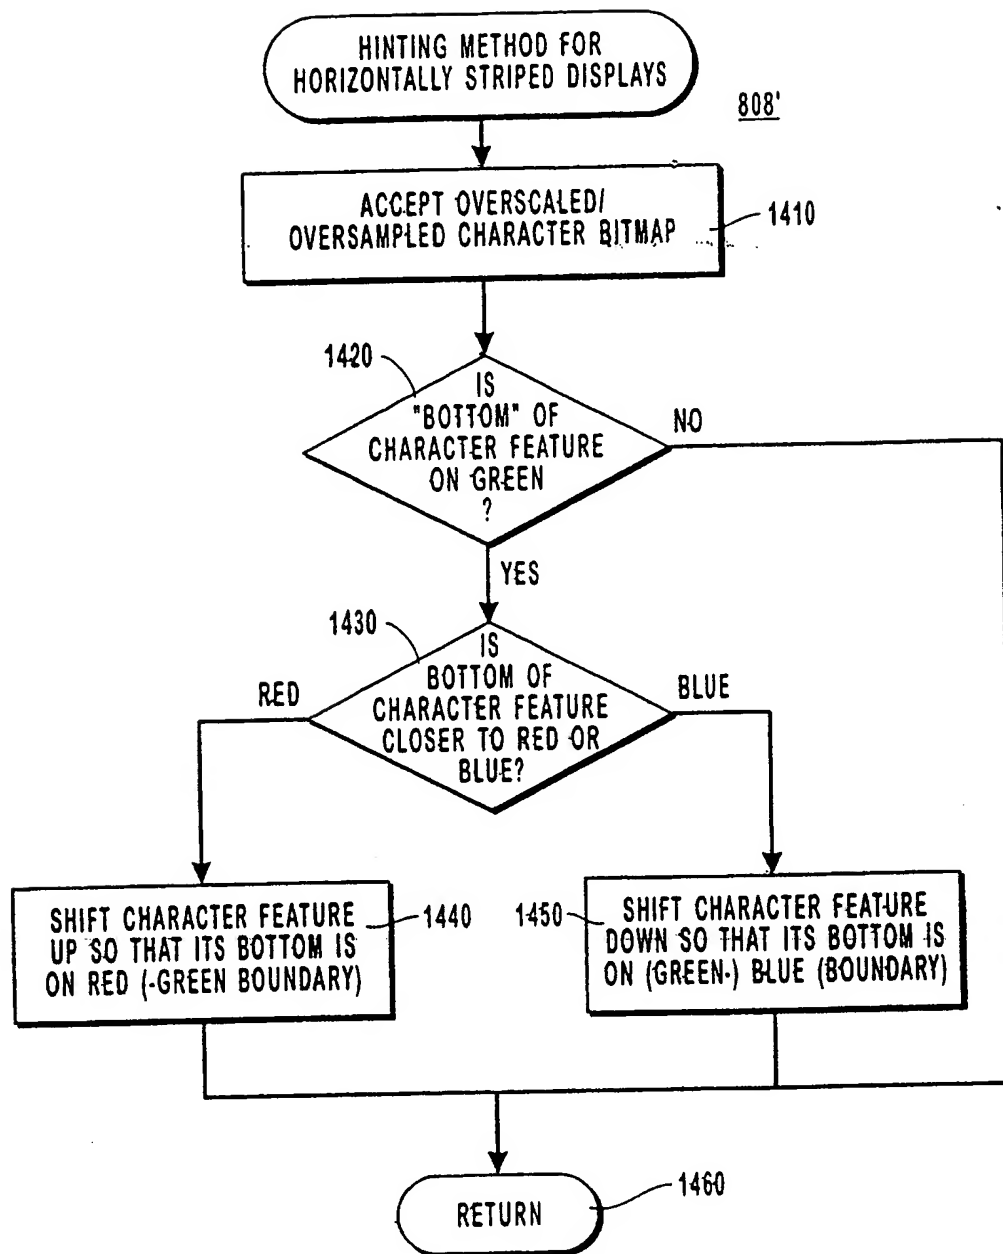 HINTING METHOD FOR
HORIZONTALLY STRIPED DISPLAYS
808'
ACCEPT OVERSCALED/
OVERSAMPLED CHARACTER BITMAP
1410
1420
IS
"BOTTOM" OF
CHARACTER FEATURE
ON GREEN
?
NO
YES
1430
IS
BOTTOM OF
CHARACTER FEATURE
CLOSER TO RED OR
BLUE?
RED
BLUE
SHIFT CHARACTER FEATURE
UP SO THAT ITS BOTTOM IS
ON RED (-GREEN BOUNDARY)
1440
1450
SHIFT CHARACTER FEATURE
DOWN SO THAT ITS BOTTOM IS
ON (GREEN-) BLUE (BOUNDARY)
RETURN
1460